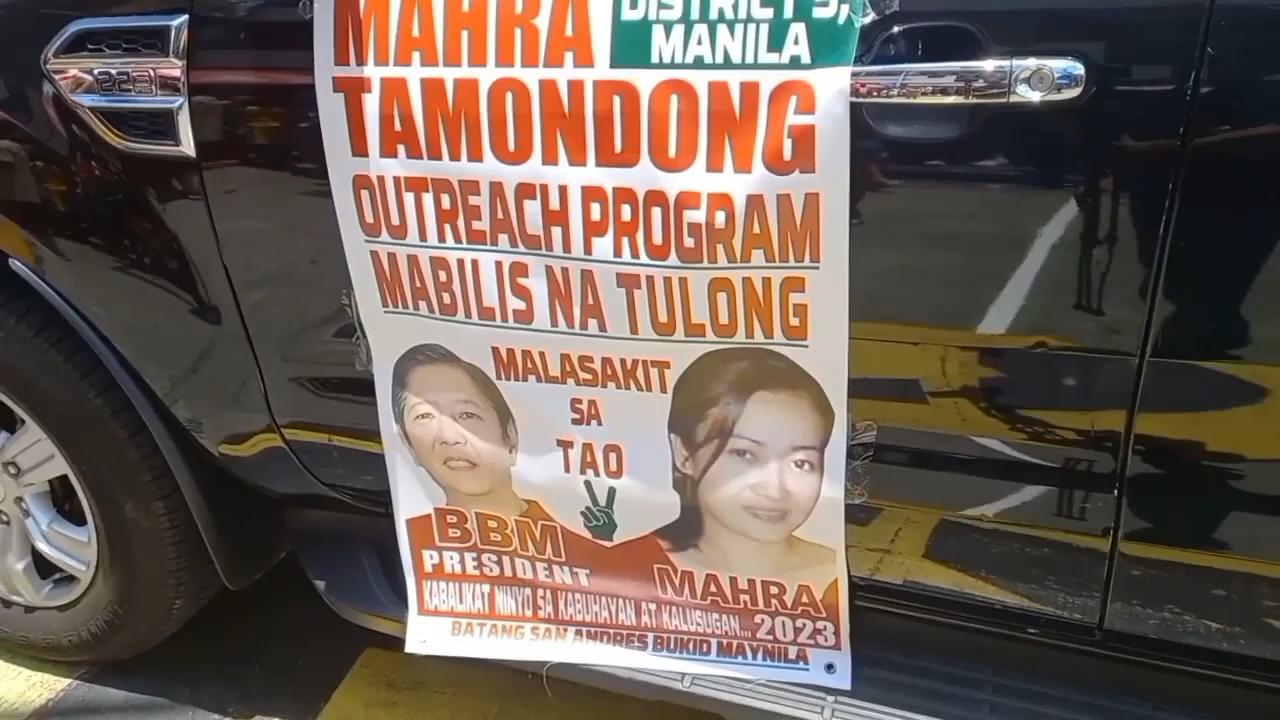 MAHRA
DISTRICT 5,
MANILA
TAMONDONG
OUTREACH PROGRAM
MABILIS NA TULONG
MALASAKIT
SA
TAO
BBM
PRESIDENT
MAHRA
KABALIKAT NINYO SA KABUHAYAN AT KALUSUGAN... 2023
BATANG SAN ANDRES BUKID MAYNILA